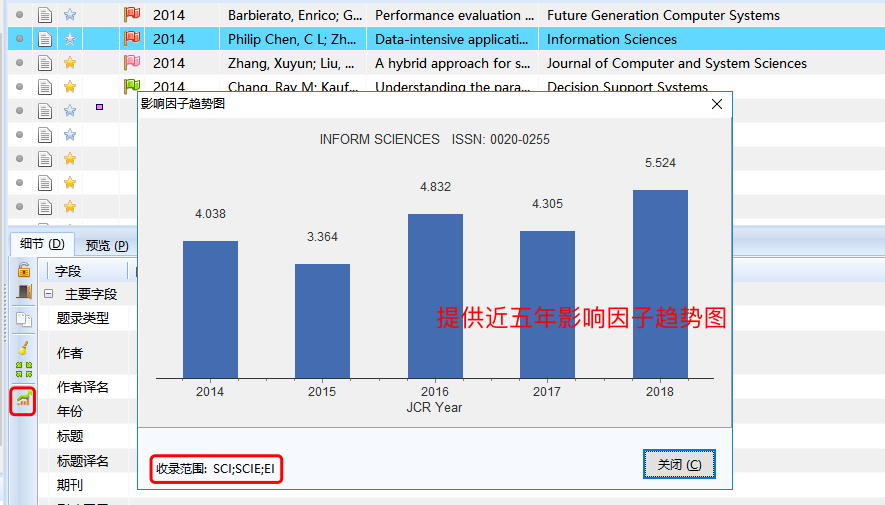 2014 Barbierato, Enrico; G... Performance evaluation ... Future Generation Computer Systems
2014 Philip Chen, C L; Zh... Data-intensive applicati... Information Sciences
2014 Zhang, Xuyun; Liu, ... A hybrid approach for s... Journal of Computer and System Sciences
2014 Chang, Ray M; Kauf... Understanding the para... Decision Support Systems
影响因子趋势图
INFORM SCIENCES ISSN: 0020-0255
5.524
4.832
4.305
4.038
3.364
提供近五年影响因子趋势图
2014 2015 2016 2017 2018
JCR Year
收录范围: SCI;SCIE;EI
关闭 (C)
细节 (D) 预览 (P)
字段
主要字段
题录类型
作者
作者译名
年份
标题
标题译名
期刊